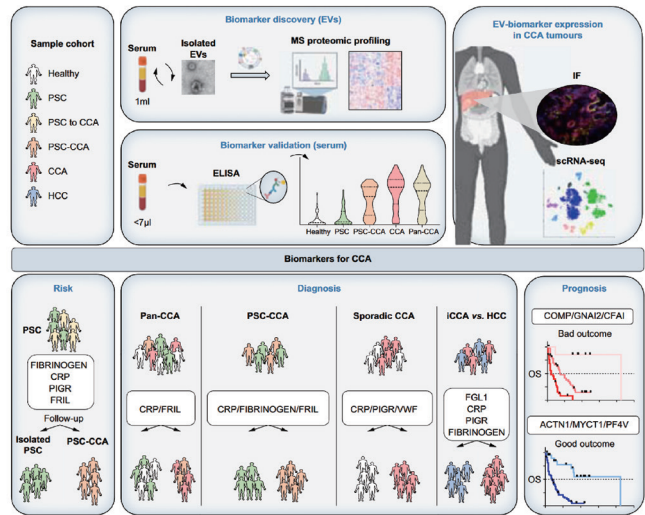 Sample cohort
Healthy
PSC
PSC to CCA
PSC-CCA
CCA
HCC
Biomarker discovery (EVs)
Serum
1ml
Isolated
EVs
MS proteomic profiling
Biomarker validation (serum)
Serum
<7µl
ELISA
Healthy PSC PSC-CCA CCA Pan-CCA
EV-biomarker expression
in CCA tumours
IF
scRNA-seq
Biomarkers for CCA
Risk
PSC
FIBRINOGEN
CRP
PIGR
FRIL
Follow-up
Isolated
PSC
PSC-CCA
Diagnosis
Pan-CCA
CRP/FRIL
PSC-CCA
CRP/FIBRINOGEN/FRIL
Sporadic CCA
CRP/PIGR/VWF
iCCA vs. HCC
FGL1
CRP
PIGR
FIBRINOGEN
Prognosis
COMP/GNAI2/CFAI
Bad outcome
OS
ACTN1/MYCT1/PF4V
Good outcome
OS